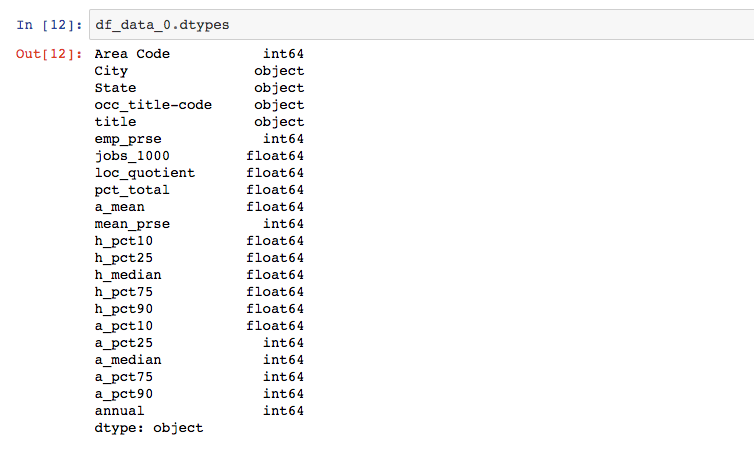 In [12]: df_data_0.dtypes
Out[12]: Area Code int64
City object
State object
occ_title-code object
title object
emp_prse int64
jobs_1000 float64
loc_quotient float64
pct_total float64
a_mean float64
mean_prse int64
h_pct10 float64
h_pct25 float64
h_median float64
h_pct75 float64
h_pct90 float64
a_pct10 float64
a_pct25 int64
a_median int64
a_pct75 int64
a_pct90 int64
annual int64
dtype: object